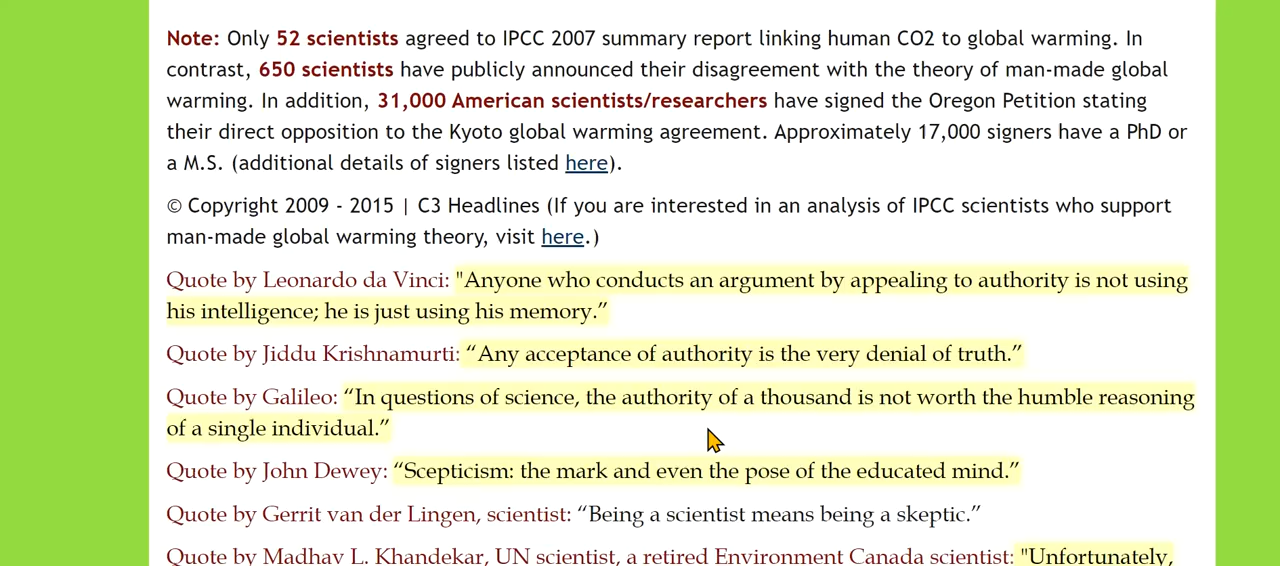 Note: Only 52 scientists agreed to IPCC 2007 summary report linking human CO2 to global warming. In
contrast, 650 scientists have publicly announced their disagreement with the theory of man-made global
warming. In addition, 31,000 American scientists/researchers have signed the Oregon Petition stating
their direct opposition to the Kyoto global warming agreement. Approximately 17,000 signers have a PhD or
a M.S. (additional details of signers listed here).
© Copyright 2009 - 2015 | C3 Headlines (If you are interested in an analysis of IPCC scientists who support
man-made global warming theory, visit here.)
Quote by Leonardo da Vinci: "Anyone who conducts an argument by appealing to authority is not using
his intelligence; he is just using his memory.”
Quote by Jiddu Krishnamurti: “Any acceptance of authority is the very denial of truth.”
Quote by Galileo: “In questions of science, the authority of a thousand is not worth the humble reasoning
of a single individual.”
Quote by John Dewey: “Scepticism: the mark and even the pose of the educated mind.”
Quote by Gerrit van der Lingen, scientist: “Being a scientist means being a skeptic.”
Quote by Madhav L. Khandekar, UN scientist, a retired Environment Canada scientist: "Unfortunately,